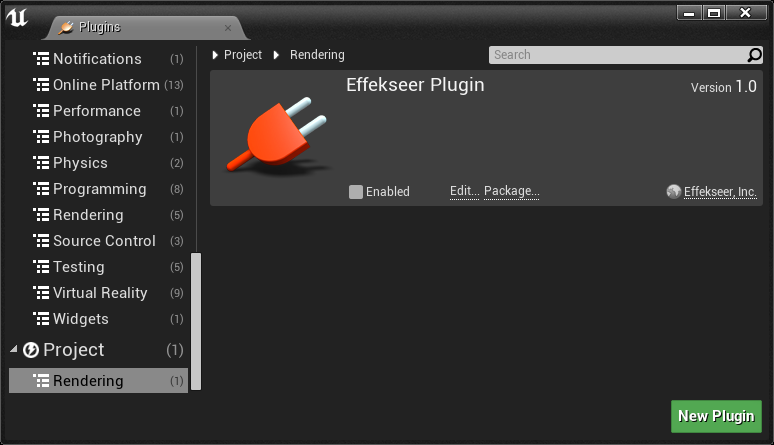 Plugins
Notifications (1)
Online Platform (13)
Performance (1)
Photography (1)
Physics (2)
Programming (8)
Rendering (5)
Source Control (3)
Testing (5)
Virtual Reality (9)
Widgets (1)
Project (1)
Rendering (1)
Project Rendering
Search
Effekseer Plugin
Version 1.0
Enabled Edit... Package... Effekseer, Inc.
New Plugin